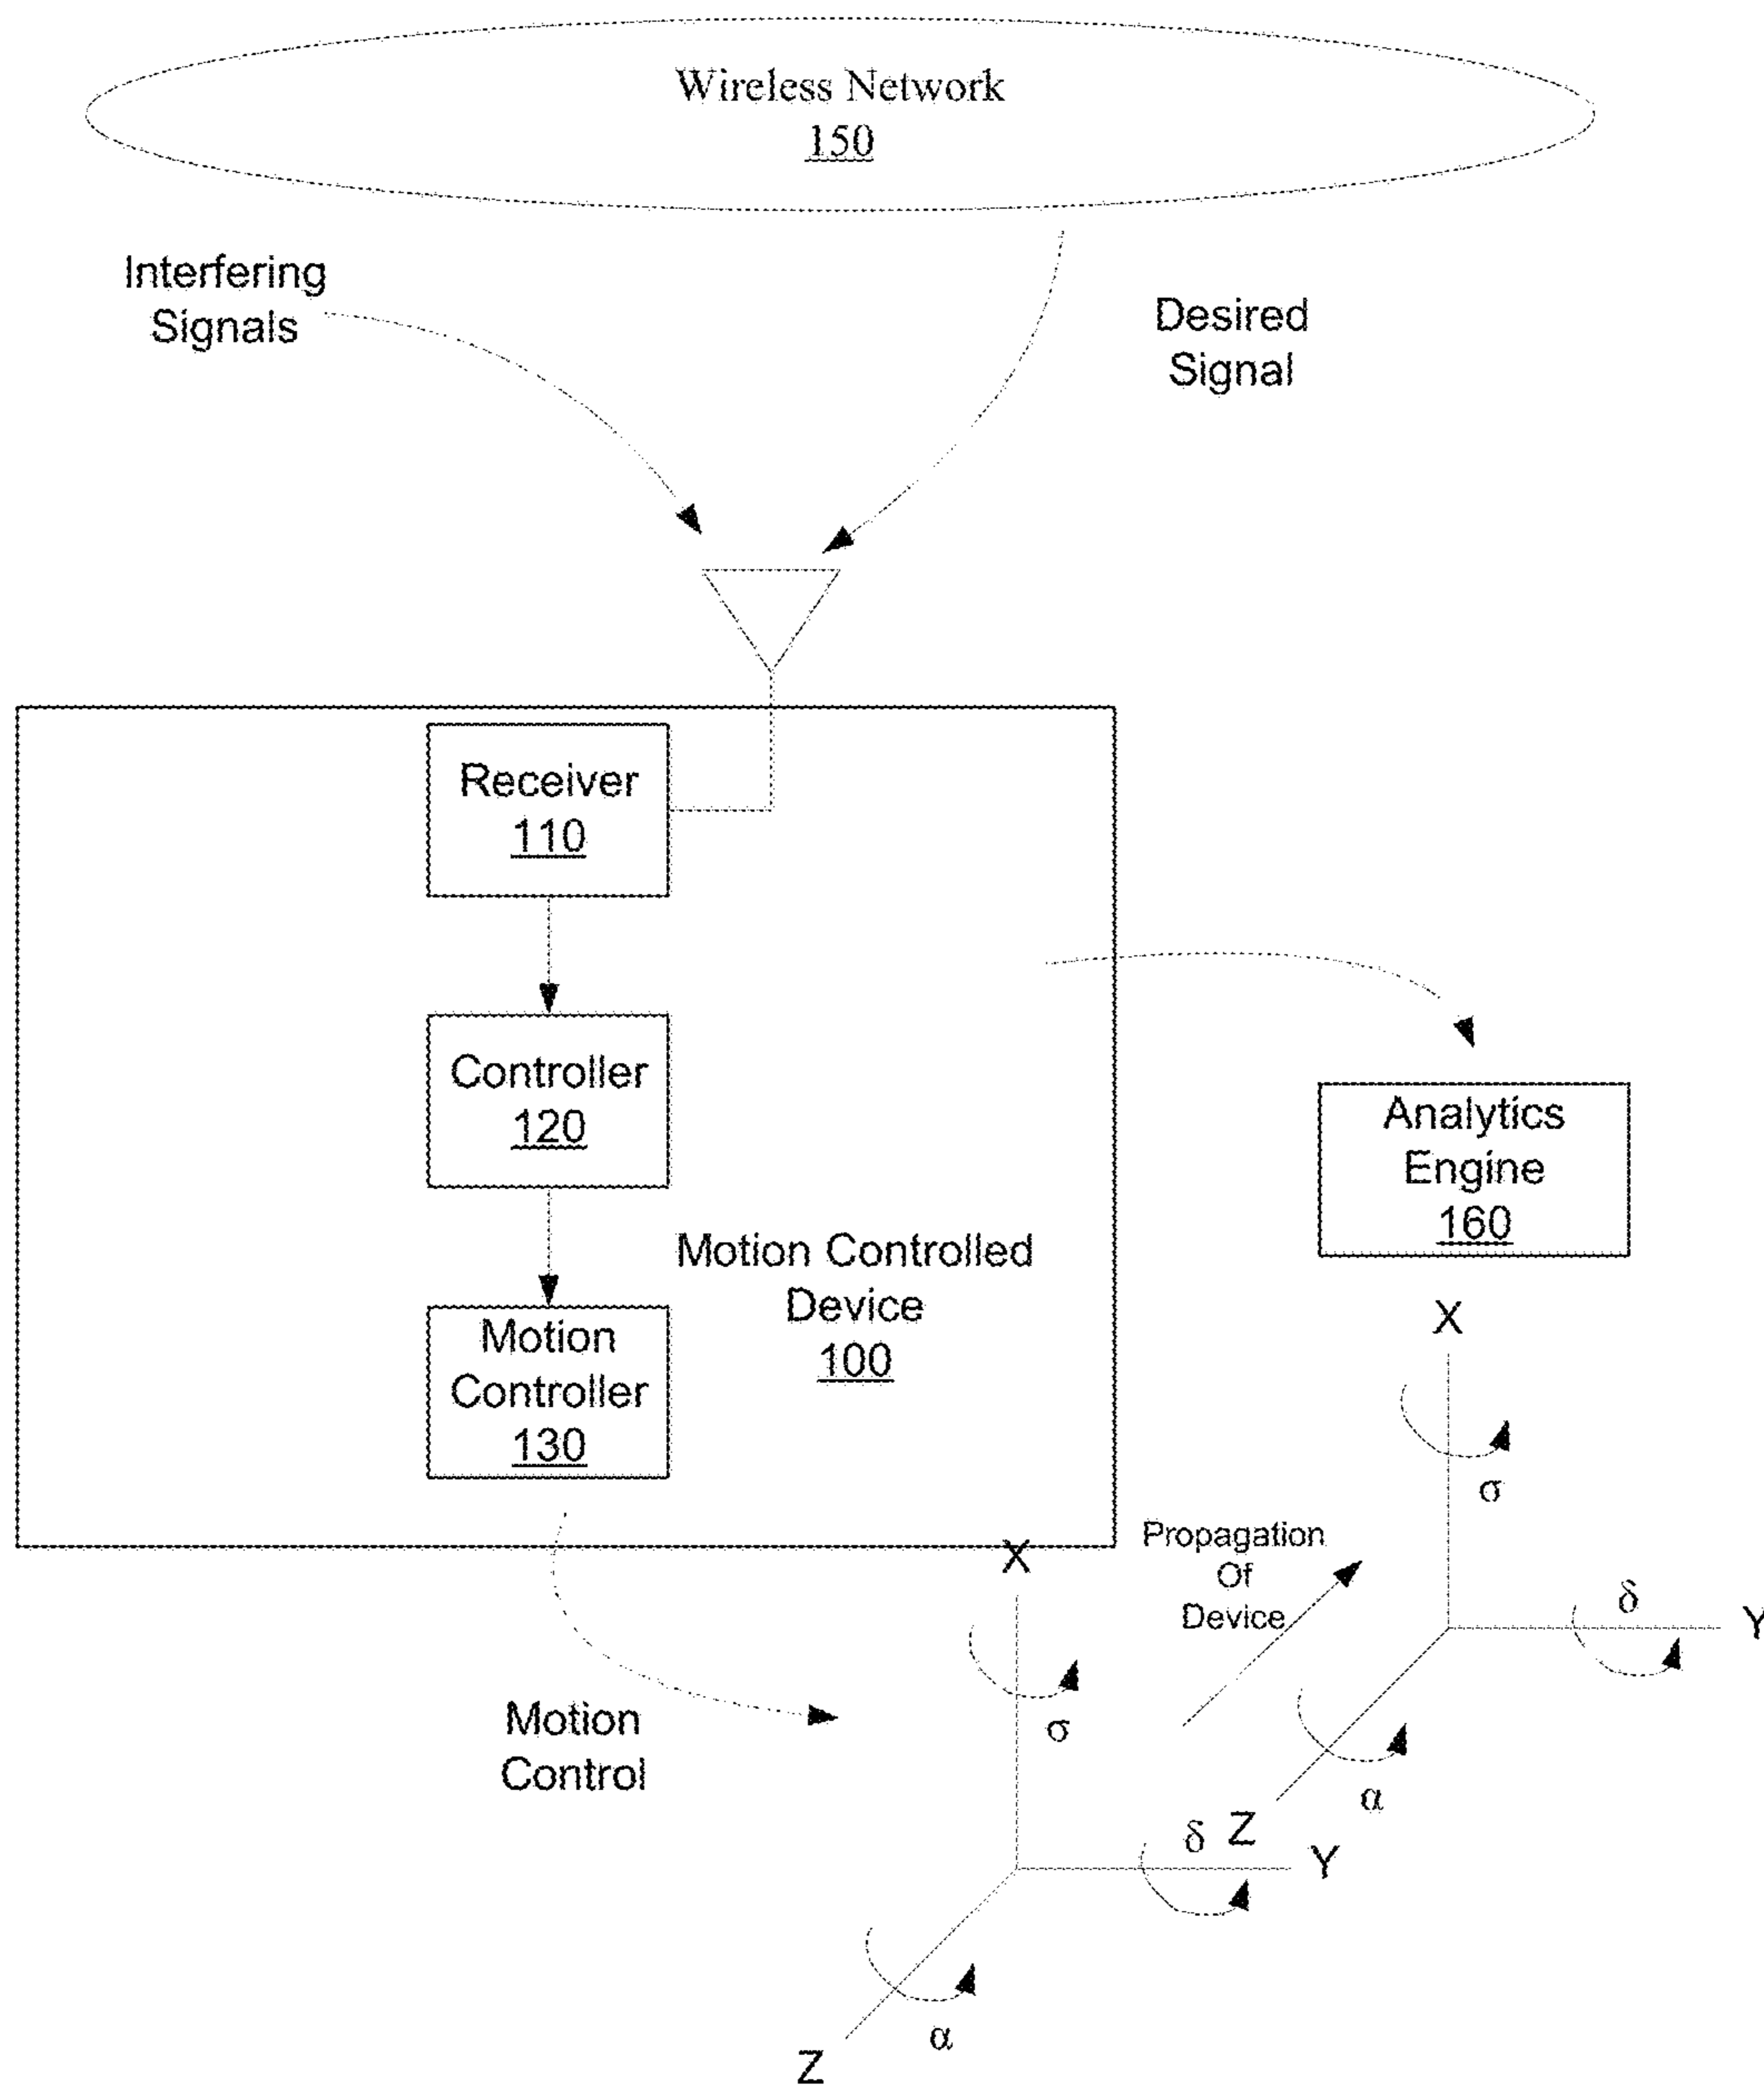 Wireless Network
150
Interfering
Signals
Desired
Signal
Receiver
110
Controller
120
Motion Controlled
Device
100
Motion
Controller
130
Analytics
Engine
160
X
σ
δ
Y
α
Z
Propagation
Of
Device
X
σ
δ
Y
α
Z
Motion
Control